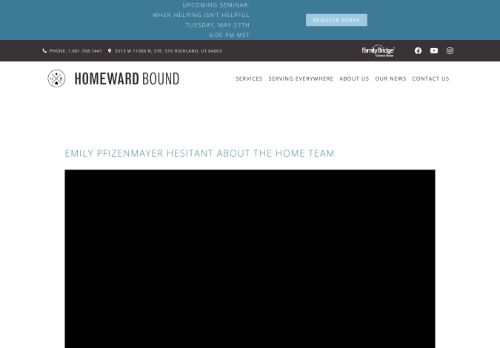 UPCOMING SEMINAR:
WHEN HELPING ISN'T HELPFUL
TUESDAY, MAY 27TH
6:00 PM MST
REGISTER TODAY
PHONE: 1.801.768.1441
5513 W 11000 N, STE. 316 HIGHLAND, UT 84003
FamilyBridge
HOMEWARD BOUND
SERVICES SERVING EVERYWHERE ABOUT US OUR NEWS CONTACT US
EMILY PFIZENMAYER-HESITANT ABOUT THE HOME TEAM